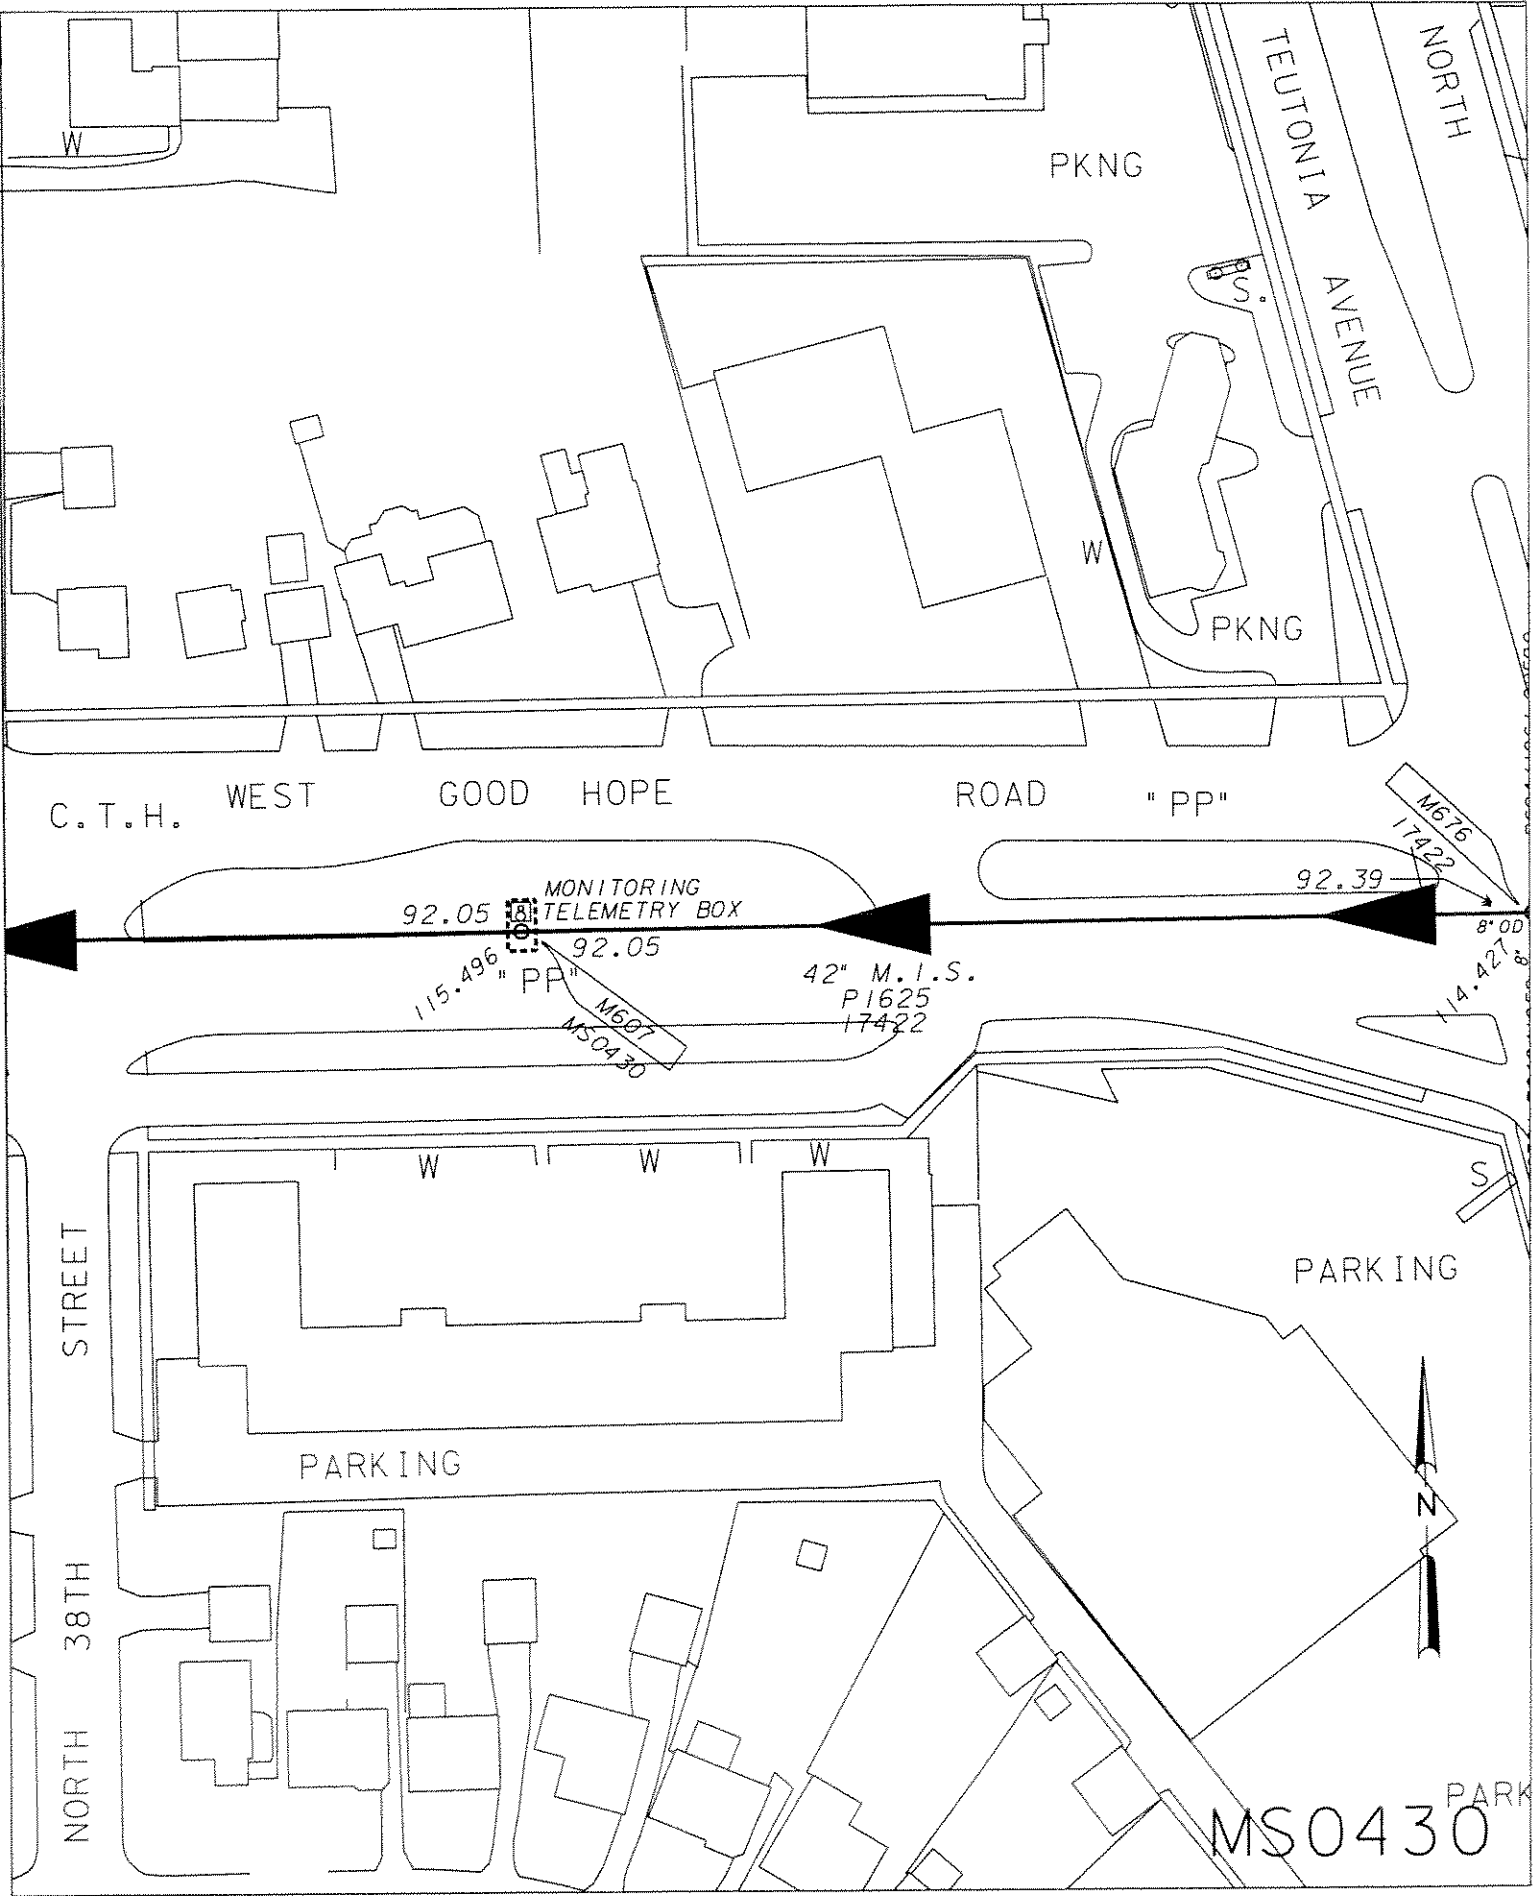 NORTH
TEUTONIA
AVENUE
W
PKNG
S.
W
PKNG
WEST GOOD HOPE ROAD "PP"
C.T.H.
M676
17422
92.39
MONITORING
TELEMETRY BOX
92.05
8
92.05
8' OD
8"
115.496
"PP"
114.427
42" M.I.S.
P1625
17422
M607
MS0430
W
W
W
S
STREET
PARKING
PARKING
N
38TH
NORTH
PARK
MS0430